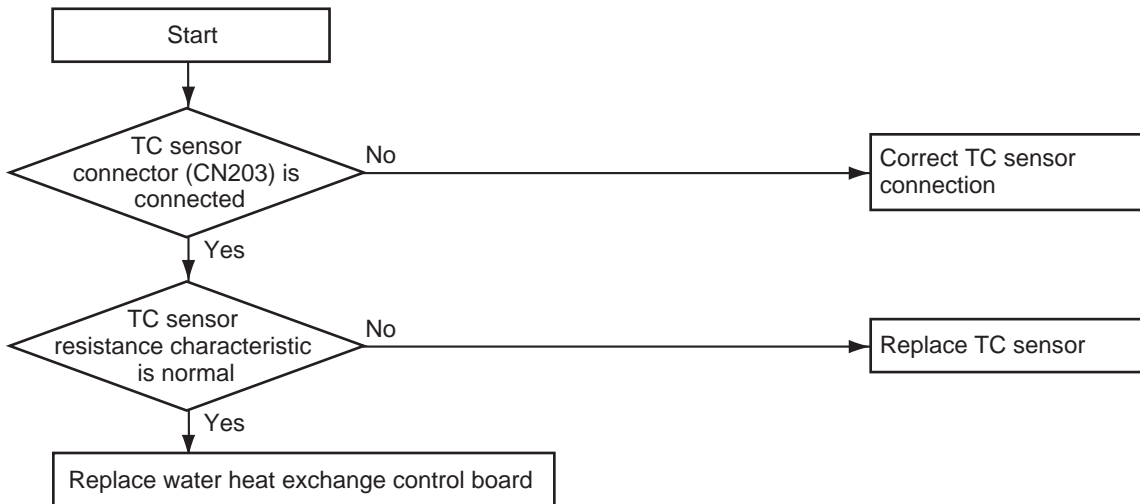 Start
TC sensor
connector (CN203) is
connected
No
Correct TC sensor
connection
Yes
TC sensor
resistance characteristic
is normal
No
Replace TC sensor
Yes
Replace water heat exchange control board